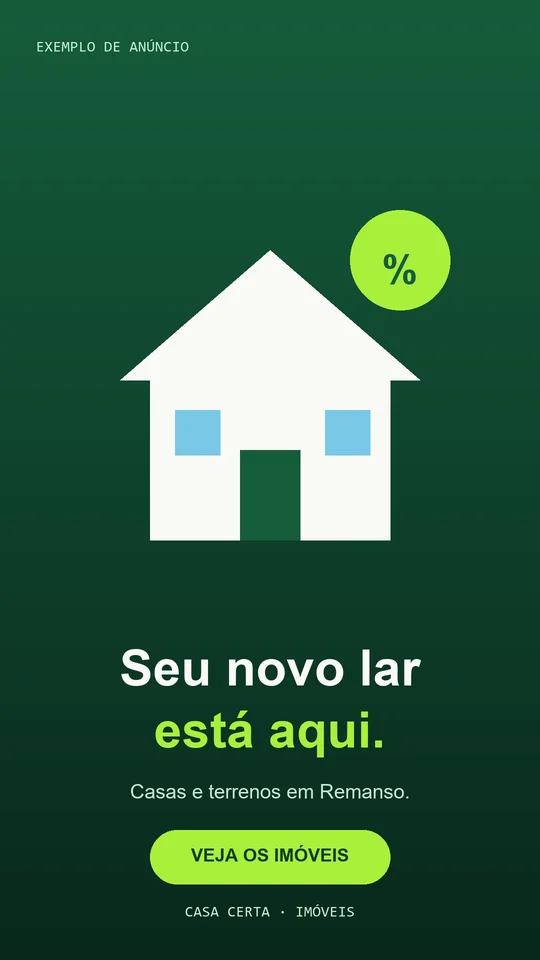 EXEMPLO DE ANÚNCIO
%
Seu novo lar
está aqui.
Casas e terrenos em Remanso.
VEJA OS IMÓVEIS
CASA CERTA · IMÓVEIS